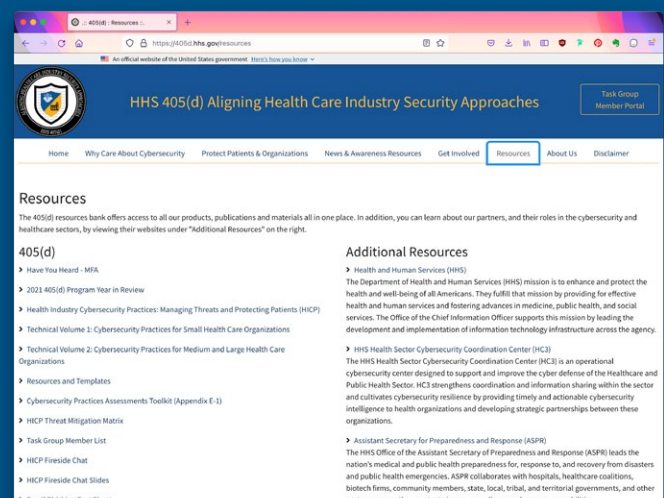 .:: 405(d) :: Resources ::.
https://405d.hhs.gov/resources
An official website of the United States government Here's how you know
HHS 405(d) Aligning Health Care Industry Security Approaches
Task Group
Member Portal
Home Why Care About Cybersecurity Protect Patients & Organizations News & Awareness Resources Get Involved Resources About Us Disclaimer
Resources
The 405(d) resources bank offers access to all our products, publications and materials all in one place. In addition, you can learn about our partners, and their roles in the cybersecurity and
healthcare sectors, by viewing their websites under "Additional Resources" on the right.
405(d)
Have You Heard - MFA
2021 405(d) Program Year in Review
Health Industry Cybersecurity Practices: Managing Threats and Protecting Patients (HICP)
Technical Volume 1: Cybersecurity Practices for Small Health Care Organizations
Technical Volume 2: Cybersecurity Practices for Medium and Large Health Care
Organizations
Resources and Templates
Cybersecurity Practices Assessments Toolkit (Appendix E-1)
HICP Threat Mitigation Matrix
Task Group Member List
HICP Fireside Chat
HICP Fireside Chat Slides
Additional Resources
Health and Human Services (HHS)
The Department of Health and Human Services (HHS) mission is to enhance and protect the
health and well-being of all Americans. They fulfill that mission by providing for effective
health and human services and fostering advances in medicine, public health, and social
services. The Office of the Chief Information Officer supports this mission by leading the
development and implementation of information technology infrastructure across the agency.
HHS Health Sector Cybersecurity Coordination Center (HC3)
The HHS Health Sector Cybersecurity Coordination Center (HC3) is an operational
cybersecurity center designed to support and improve the cyber defense of the Healthcare and
Public Health Sector. HC3 strengthens coordination and information sharing within the sector
and cultivates cybersecurity resilience by providing timely and actionable cybersecurity
intelligence to health organizations and developing strategic partnerships between these
organizations.
Assistant Secretary for Preparedness and Response (ASPR)
The HHS Office of the Assistant Secretary of Preparedness and Response (ASPR) leads the
nation's medical and public health preparedness for, response to, and recovery from disasters
and public health emergencies. ASPR collaborates with hospitals, healthcare coalitions,
biotech firms, community members, state, local, tribal, and territorial governments, and other